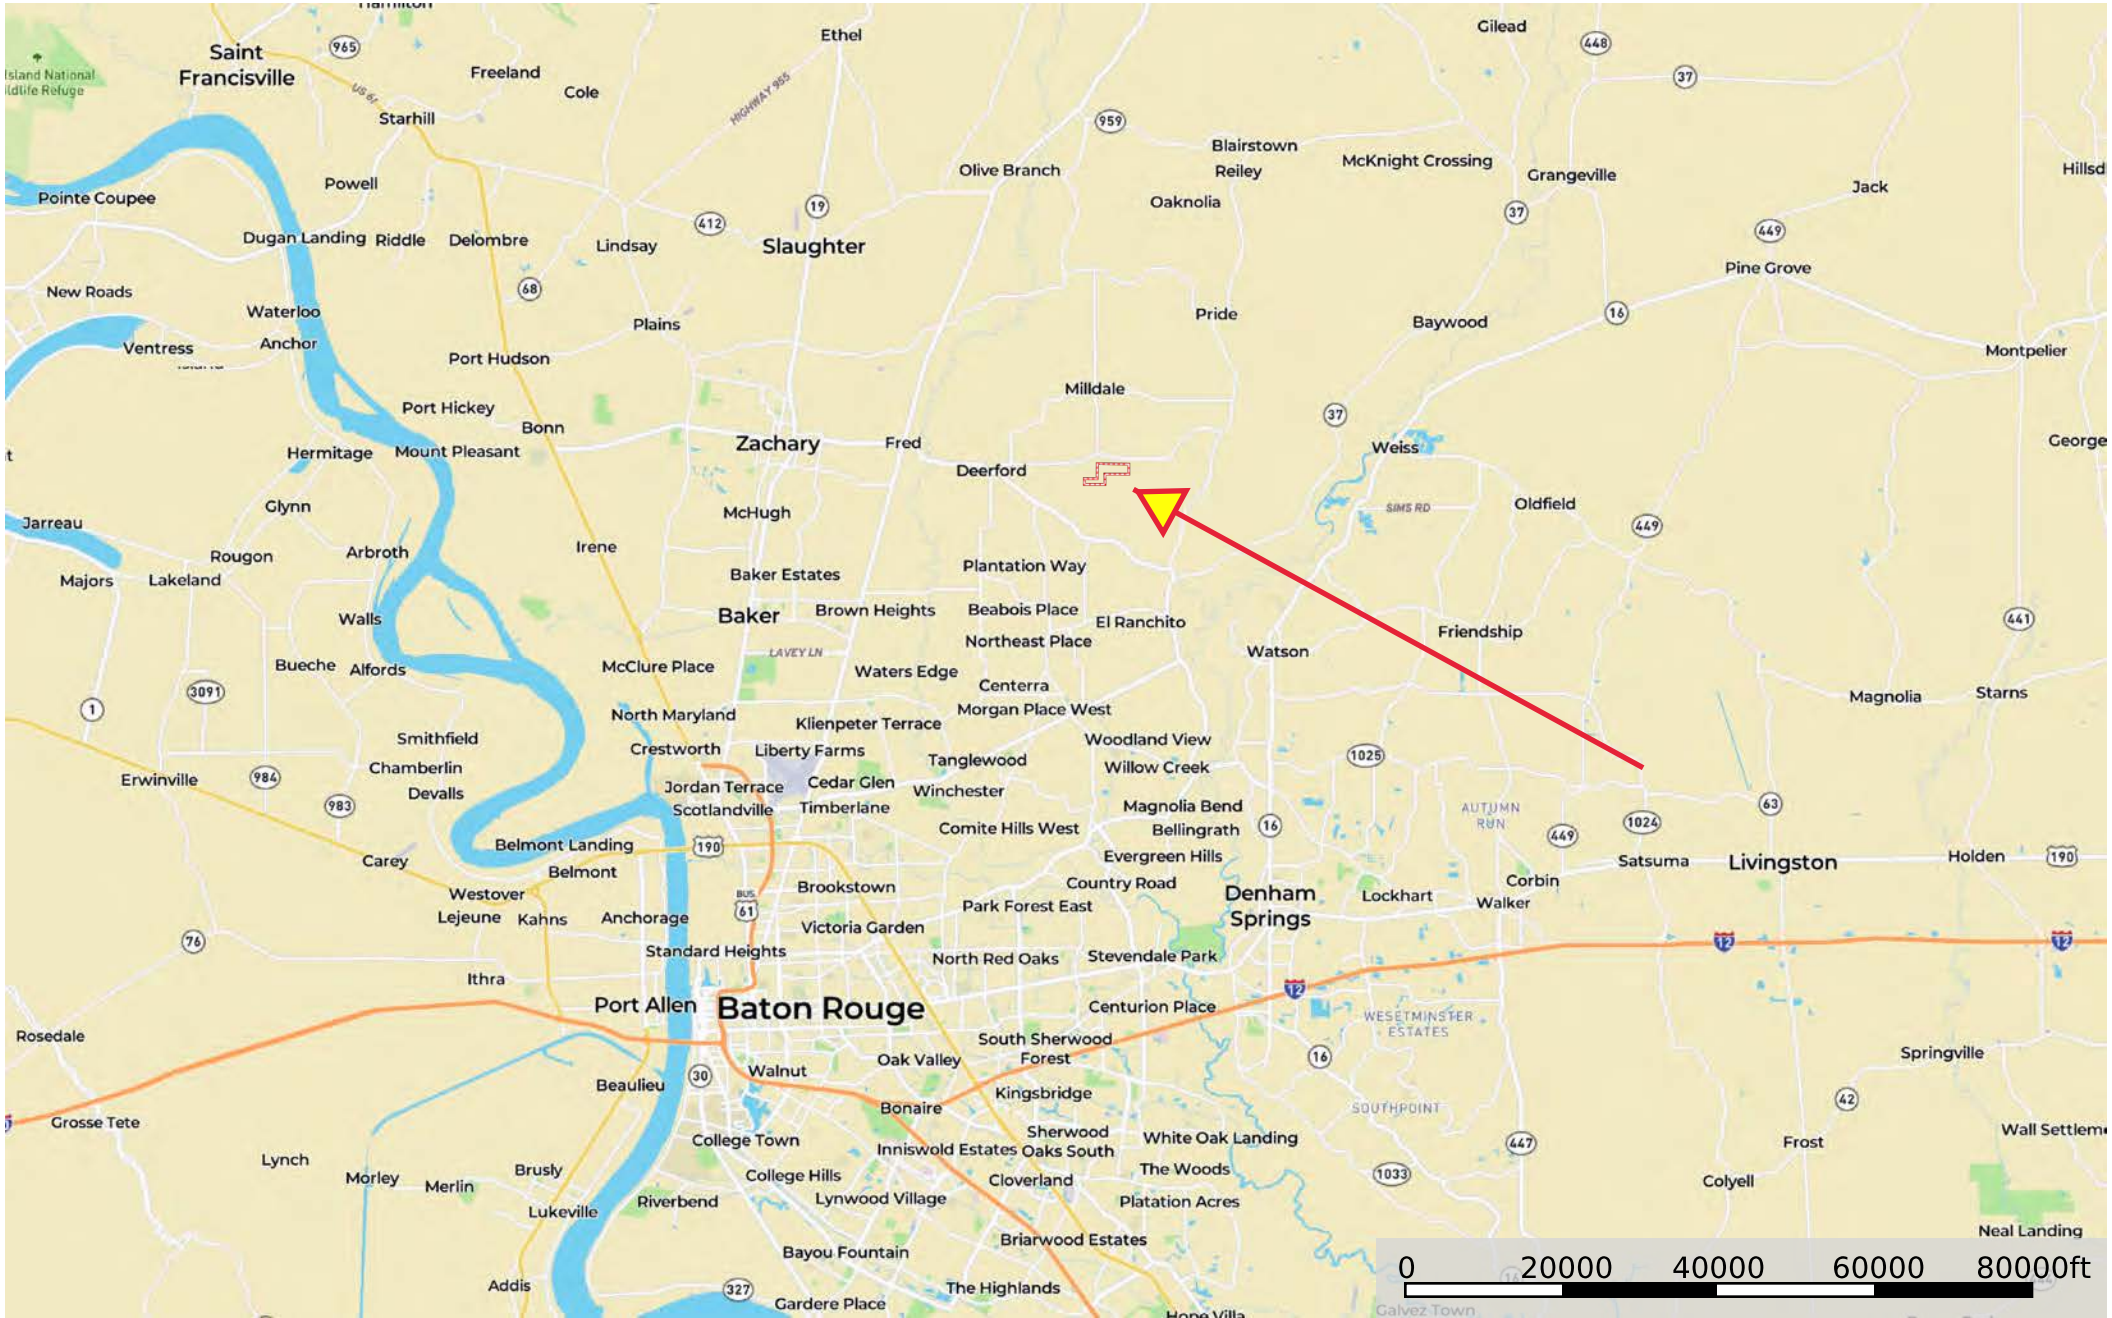 Hamilton
Saint
Francisville
965
Ethel
Gilead
448
Island National
Wildlife Refuge
US 61
Freeland
Cole
HIGHWAY 955
37
Starhill
959
Blairstown
McKnight Crossing
Olive Branch
Reiley
Grangeville
Powell
Jack
Pointe Coupee
Oaknolia
19
37
412
449
Dugan Landing
Riddle
Delombre
Lindsay
Slaughter
Pine Grove
68
New Roads
Waterloo
Plains
Pride
Baywood
16
Ventress
Anchor
Port Hudson
Montpelier
Island
Milldale
Port Hickey
37
Bonn
Zachary
Fred
Weiss
George
Hermitage
Mount Pleasant
Deerford
Glynn
McHugh
SIMS RD
Oldfield
Jarreau
449
Rougon
Arbroth
Irene
Majors
Lakeland
Baker Estates
Plantation Way
Walls
Baker
Brown Heights
Beabois Place
El Ranchito
441
Northeast Place
Friendship
LAVEY LN
Watson
Bueche
Alfords
McClure Place
Waters Edge
3091
Centerra
Magnolia
Starns
1
North Maryland
Klienpeter Terrace
Morgan Place West
Smithfield
Crestworth
Liberty Farms
Woodland View
1025
Erwinville
984
Chamberlin
Tanglewood
Willow Creek
Jordan Terrace
Cedar Glen
Winchester
Devalls
983
Scotlandville
Timberlane
Magnolia Bend
AUTUMN
RUN
63
Comite Hills West
Bellingrath
16
449
1024
Belmont Landing
190
Carey
Evergreen Hills
Satsuma
Livingston
Holden
190
Belmont
Westover
BUS
61
Brookstown
Country Road
Denham
Springs
Lockhart
Corbin
Walker
Lejeune
Kahns
Anchorage
Park Forest East
Victoria Garden
76
Standard Heights
North Red Oaks
Stevendale Park
12
12
Ithra
12
Port Allen
Baton Rouge
Centurion Place
WESETMINSTER
ESTATES
Rosedale
South Sherwood
Forest
Oak Valley
16
Springville
Beaulieu
30
Walnut
Kingsbridge
42
Grosse Tete
Bonaire
SOUTHPOINT
College Town
Sherwood
Oaks South
White Oak Landing
447
Frost
Wall Settlem
Inniswold Estates
Lynch
Brusly
College Hills
The Woods
1033
Morley
Merlin
Cloverland
Colyell
Lukeville
Riverbend
Lynwood Village
Platation Acres
Neal Landing
Briarwood Estates
Bayou Fountain
Addis
327
The Highlands
Gardere Place
Hope Villa
0 20000 40000 60000 80000ft
Galvez Town